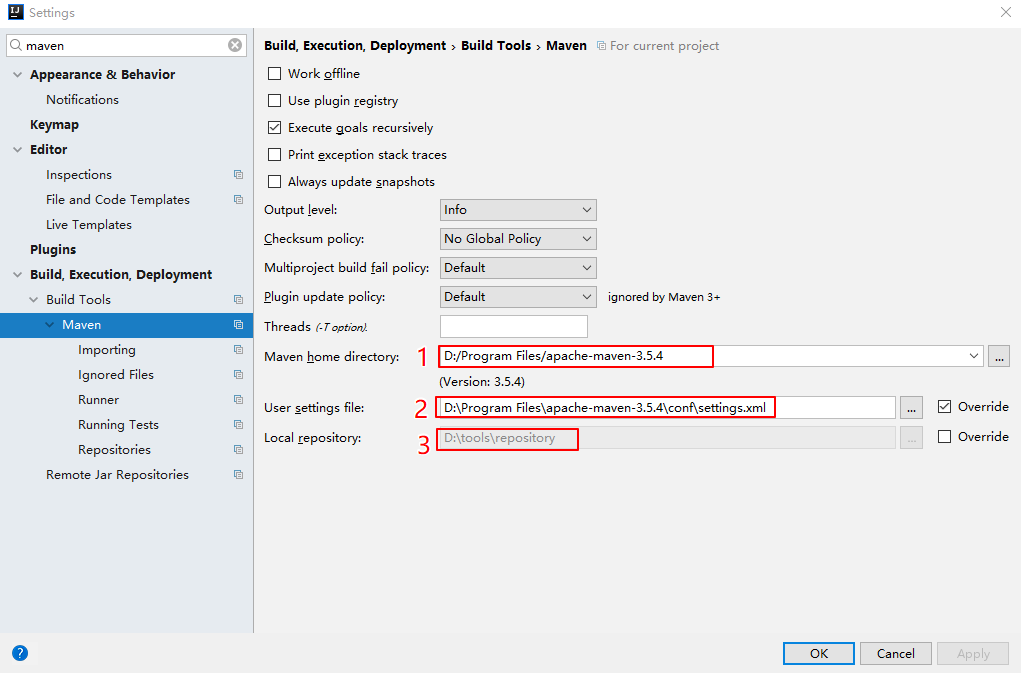 Settings
maven
Appearance & Behavior
Notifications
Keymap
Editor
Inspections
File and Code Templates
Live Templates
Plugins
Build, Execution, Deployment
Build Tools
Maven
Importing
Ignored Files
Runner
Running Tests
Repositories
Remote Jar Repositories
Build, Execution, Deployment › Build Tools › Maven For current project
Work offline
Use plugin registry
Execute goals recursively
Print exception stack traces
Always update snapshots
Output level: Info
Checksum policy: No Global Policy
Multiproject build fail policy: Default
Plugin update policy: Default ignored by Maven 3+
Threads (-T option).
Maven home directory: 1 D:/Program Files/apache-maven-3.5.4 ...
(Version: 3.5.4)
User settings file: 2 D:\Program Files\apache-maven-3.5.4\conf\settings.xml ... Override
Local repository: 3 D:\tools\repository ... Override
? OK Cancel Apply